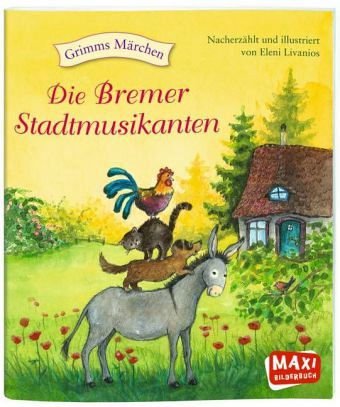 Grimms Märchen
Nacherzählt und illustriert
von Eleni Livanios
Die Bremer
Stadtmusikanten
MAXI
BILDERBUCH